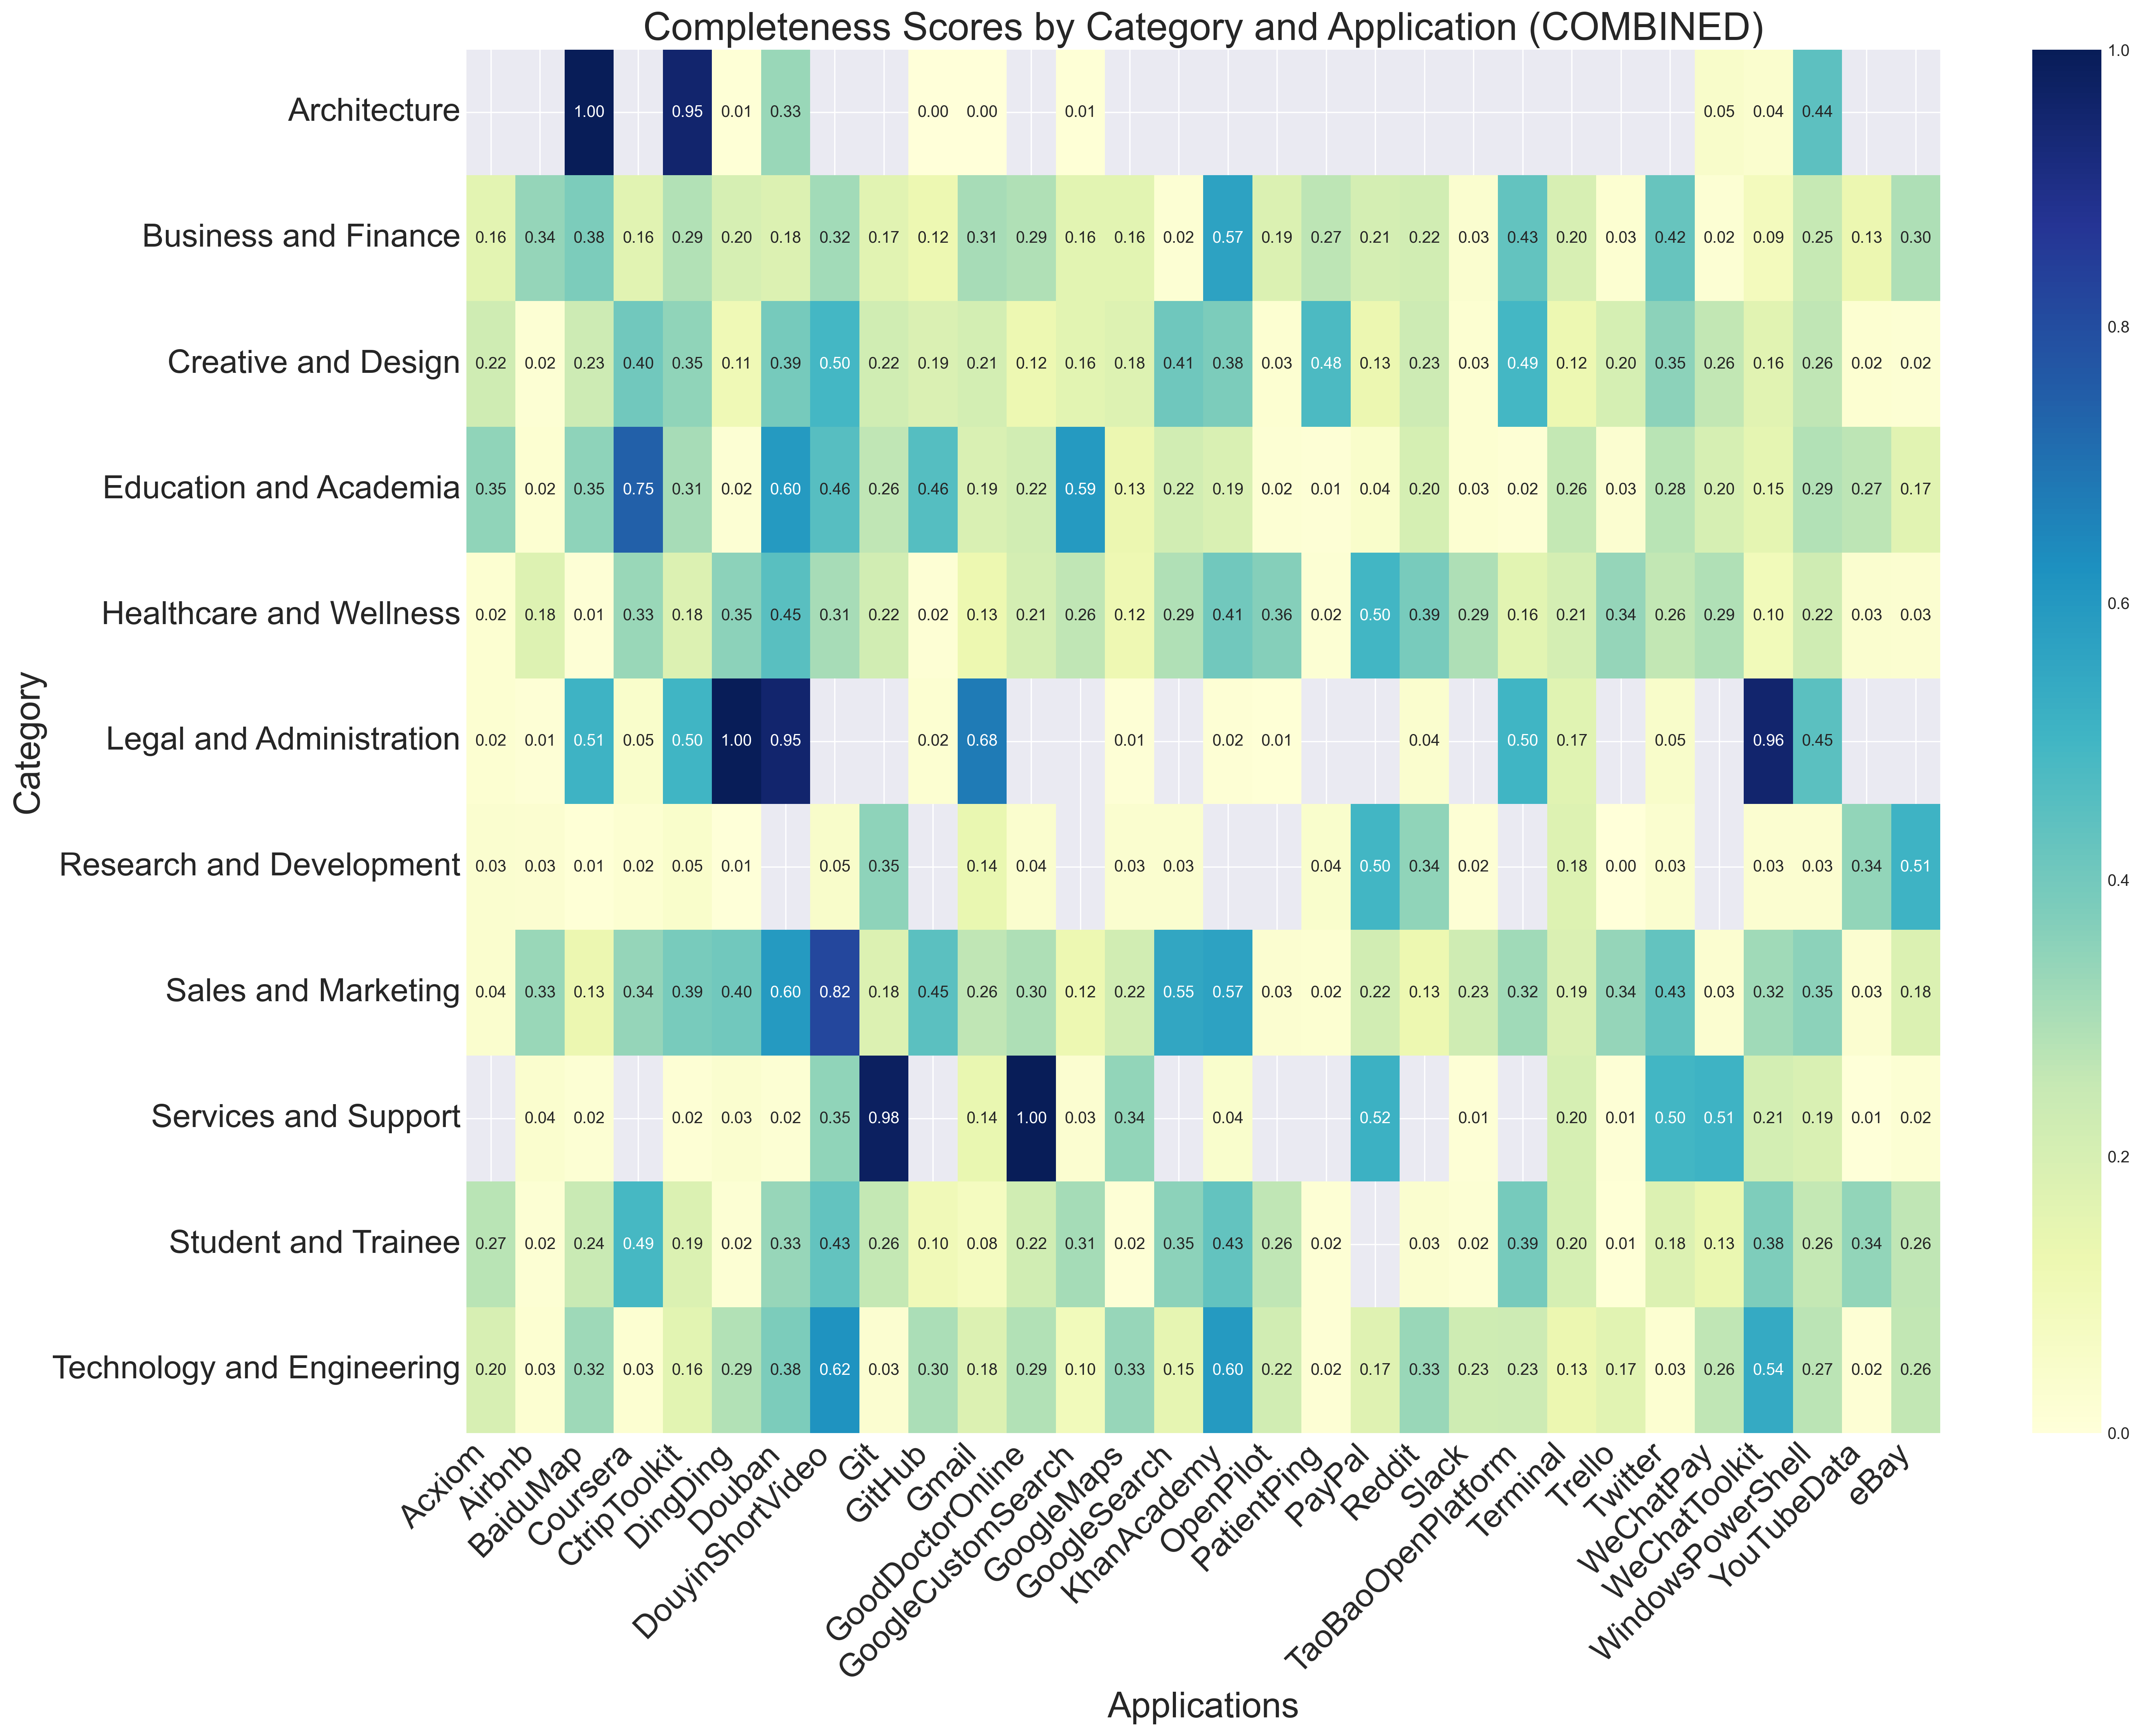 Completeness Scores by Category and Application (COMBINED)
Architecture 1.00 0.95 0.01 0.33 0.00 0.00 0.01 0.05 0.04 0.44
Business and Finance 0.16 0.34 0.38 0.16 0.29 0.20 0.18 0.32 0.17 0.12 0.31 0.29 0.16 0.16 0.02 0.57 0.19 0.27 0.21 0.22 0.03 0.43 0.20 0.03 0.42 0.02 0.09 0.25 0.13 0.30
Creative and Design 0.22 0.02 0.23 0.40 0.35 0.11 0.39 0.50 0.22 0.19 0.21 0.12 0.16 0.18 0.41 0.38 0.03 0.48 0.13 0.23 0.03 0.49 0.12 0.20 0.35 0.26 0.16 0.26 0.02 0.02
Education and Academia 0.35 0.02 0.35 0.75 0.31 0.02 0.60 0.46 0.26 0.46 0.19 0.22 0.59 0.13 0.22 0.19 0.02 0.01 0.04 0.20 0.03 0.02 0.26 0.03 0.28 0.20 0.15 0.29 0.27 0.17
Healthcare and Wellness 0.02 0.18 0.01 0.33 0.18 0.35 0.45 0.31 0.22 0.02 0.13 0.21 0.26 0.12 0.29 0.41 0.36 0.02 0.50 0.39 0.29 0.16 0.21 0.34 0.26 0.29 0.10 0.22 0.03 0.03
Legal and Administration 0.02 0.01 0.51 0.05 0.50 1.00 0.95 0.02 0.68 0.01 0.02 0.01 0.04 0.50 0.17 0.05 0.96 0.45
Research and Development 0.03 0.03 0.01 0.02 0.05 0.01 0.05 0.35 0.14 0.04 0.03 0.03 0.04 0.50 0.34 0.02 0.18 0.00 0.03 0.03 0.03 0.34 0.51
Sales and Marketing 0.04 0.33 0.13 0.34 0.39 0.40 0.60 0.82 0.18 0.45 0.26 0.30 0.12 0.22 0.55 0.57 0.03 0.02 0.22 0.13 0.23 0.32 0.19 0.34 0.43 0.03 0.32 0.35 0.03 0.18
Services and Support 0.04 0.02 0.02 0.03 0.02 0.35 0.98 0.14 1.00 0.03 0.34 0.04 0.52 0.01 0.20 0.01 0.50 0.51 0.21 0.19 0.01 0.02
Student and Trainee 0.27 0.02 0.24 0.49 0.19 0.02 0.33 0.43 0.26 0.10 0.08 0.22 0.31 0.02 0.35 0.43 0.26 0.02 0.03 0.02 0.39 0.20 0.01 0.18 0.13 0.38 0.26 0.34 0.26
Technology and Engineering 0.20 0.03 0.32 0.03 0.16 0.29 0.38 0.62 0.03 0.30 0.18 0.29 0.10 0.33 0.15 0.60 0.22 0.02 0.17 0.33 0.23 0.23 0.13 0.17 0.03 0.26 0.54 0.27 0.02 0.26
Category
Acxiom
Airbnb
BaiduMap
Coursera
CtripToolkit
DingDing
Douban
DouyinShortVideo
Git
GitHub
Gmail
GoodDoctorOnline
GoogleCustomSearch
GoogleMaps
GoogleSearch
KhanAcademy
OpenPilot
PatientPing
PayPal
Reddit
Slack
TaoBaoOpenPlatform
Terminal
Trello
Twitter
WeChatPay
WeChatToolkit
WindowsPowerShell
YouTubeData
eBay
Applications
1.0
0.8
0.6
0.4
0.2
0.0